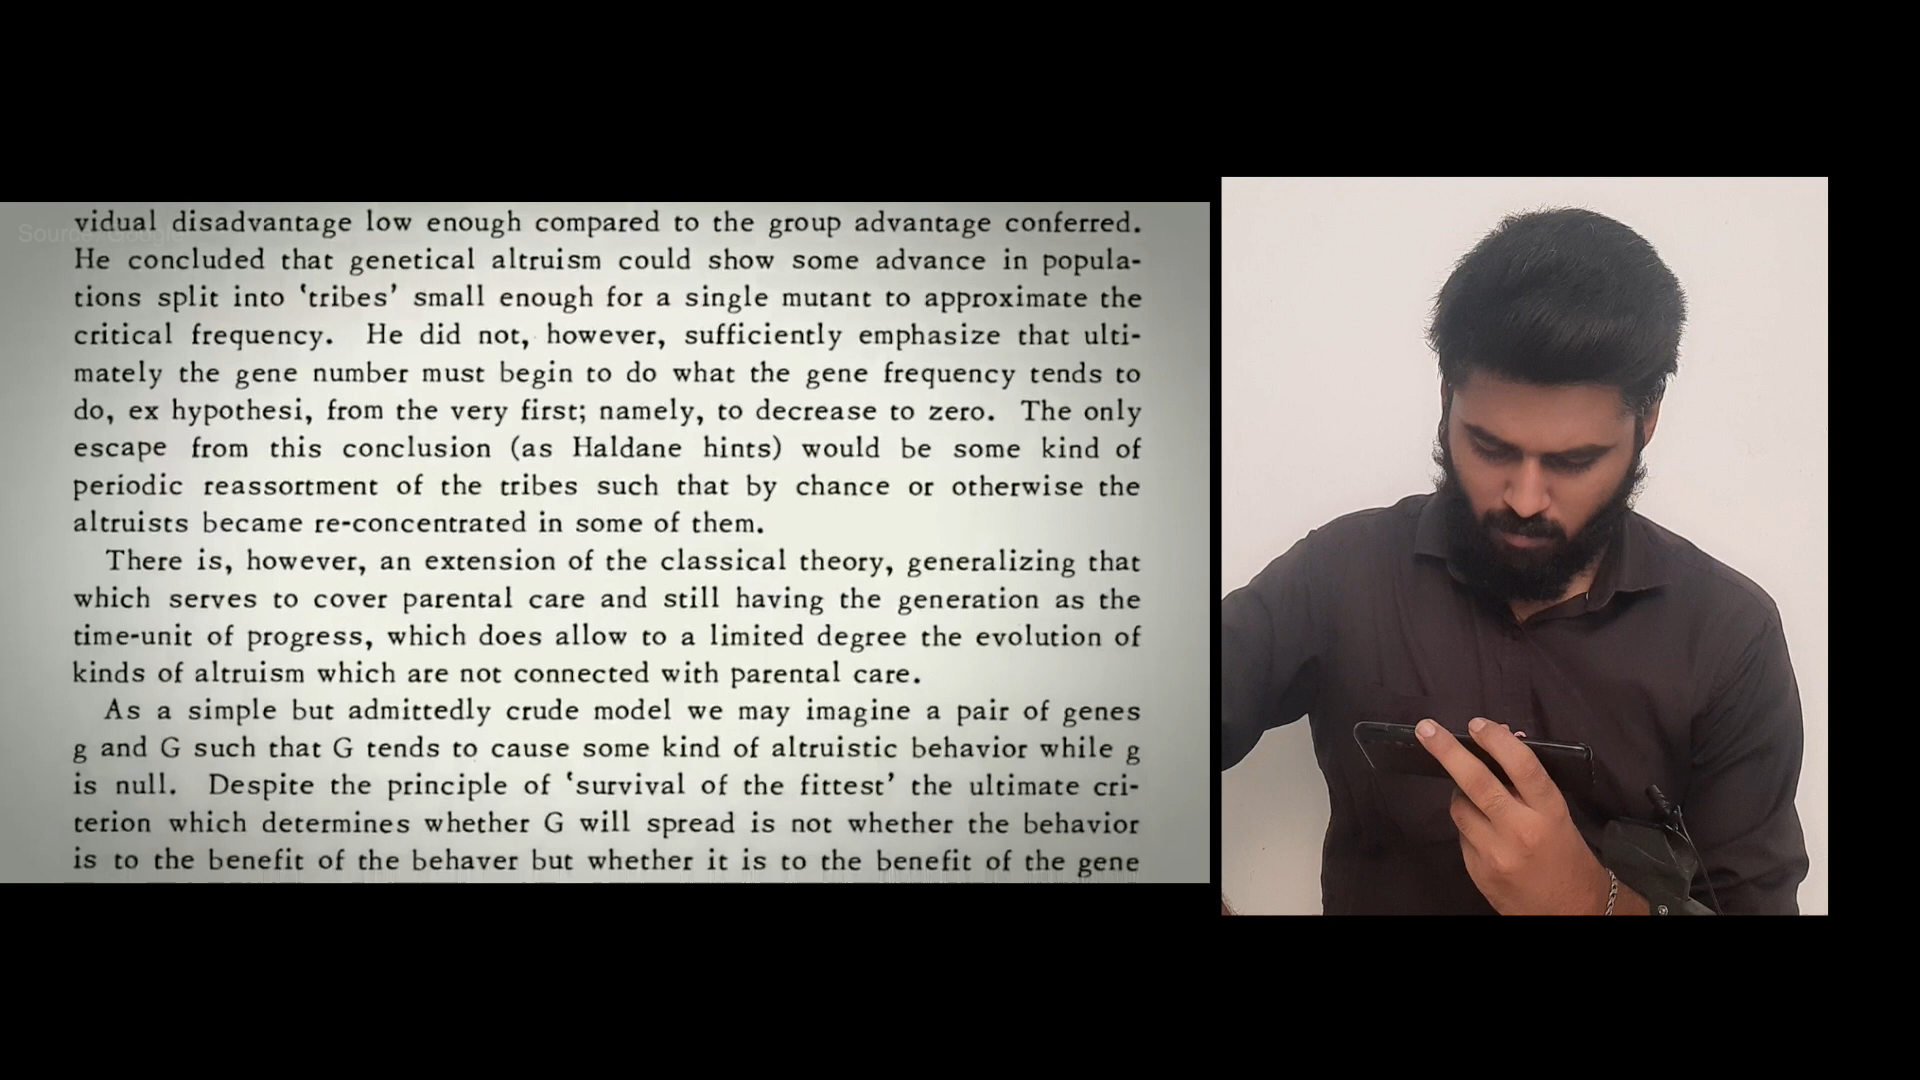 Source: Google
vidual disadvantage low enough compared to the group advantage conferred.
He concluded that genetical altruism could show some advance in popula-
tions split into ‘tribes’ small enough for a single mutant to approximate the
critical frequency. He did not, however, sufficiently emphasize that ulti-
mately the gene number must begin to do what the gene frequency tends to
do, ex hypothesi, from the very first; namely, to decrease to zero. The only
escape from this conclusion (as Haldane hints) would be some kind of
periodic reassortment of the tribes such that by chance or otherwise the
altruists became re-concentrated in some of them.
There is, however, an extension of the classical theory, generalizing that
which serves to cover parental care and still having the generation as the
time-unit of progress, which does allow to a limited degree the evolution of
kinds of altruism which are not connected with parental care.
As a simple but admittedly crude model we may imagine a pair of genes
g and G such that G tends to cause some kind of altruistic behavior while g
is null. Despite the principle of ‘survival of the fittest’ the ultimate cri-
terion which determines whether G will spread is not whether the behavior
is to the benefit of the behaver but whether it is to the benefit of the gene